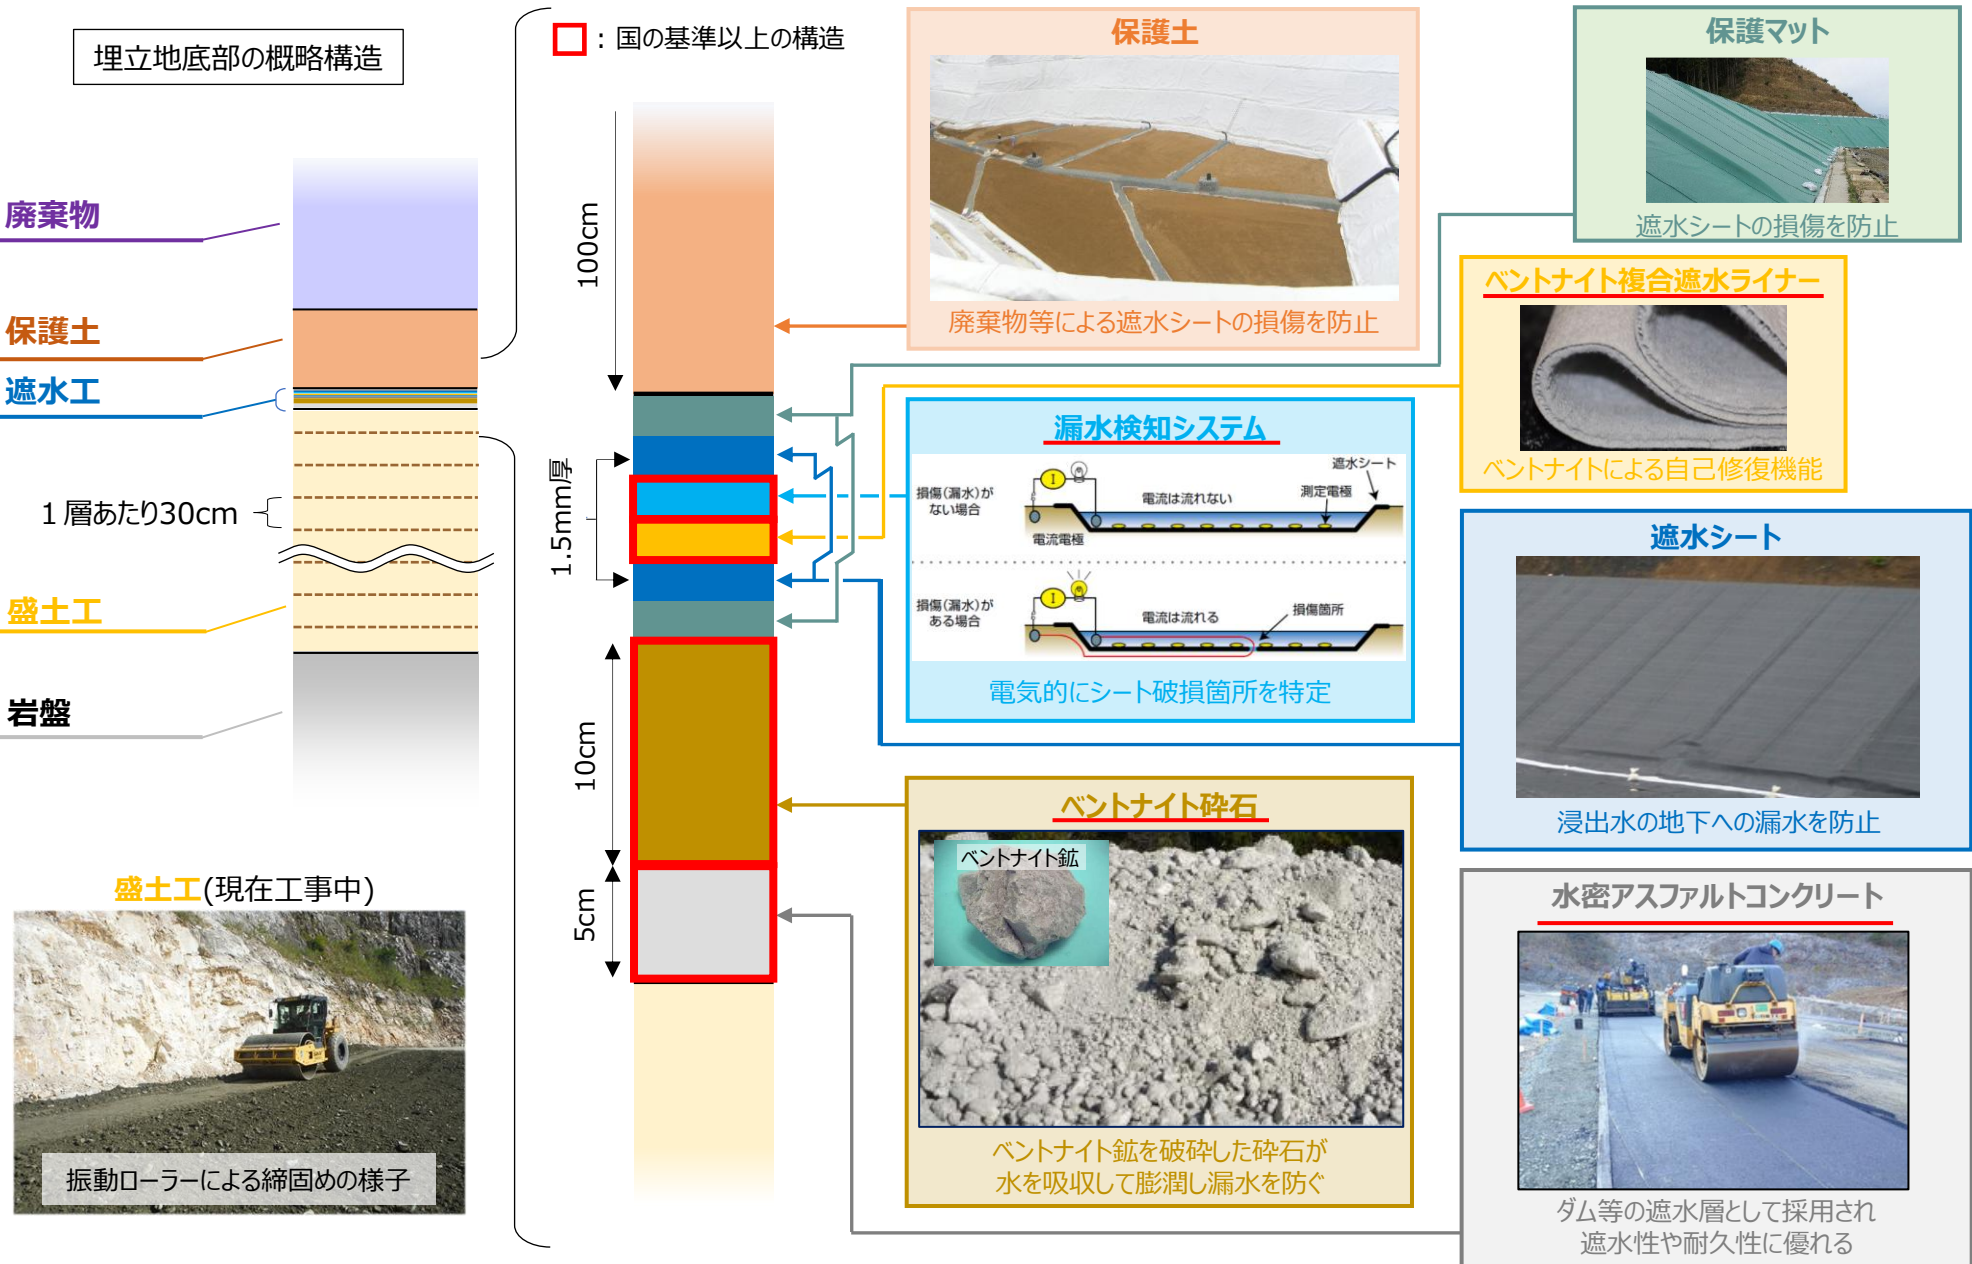 埋立地底部の概略構造
：国の基準以上の構造
廃棄物
保護土
遮水工
１層あたり30cm
盛土工
岩盤
盛土工(現在工事中)
振動ローラーによる締固めの様子
100cm
1.5mm厚
10cm
5cm
保護土
廃棄物等による遮水シートの損傷を防止
保護マット
遮水シートの損傷を防止
ベントナイト複合遮水ライナー
ベントナイトによる自己修復機能
漏水検知システム
損傷(漏水)が
ない場合
I
電流は流れない
測定電極
遮水シート
電流電極
損傷(漏水)が
ある場合
I
電流は流れる
損傷箇所
電気的にシート破損箇所を特定
遮水シート
浸出水の地下への漏水を防止
ベントナイト砕石
ベントナイト鉱
ベントナイト鉱を破砕した砕石が
水を吸収して膨潤し漏水を防ぐ
水密アスファルトコンクリート
ダム等の遮水層として採用され
遮水性や耐久性に優れる